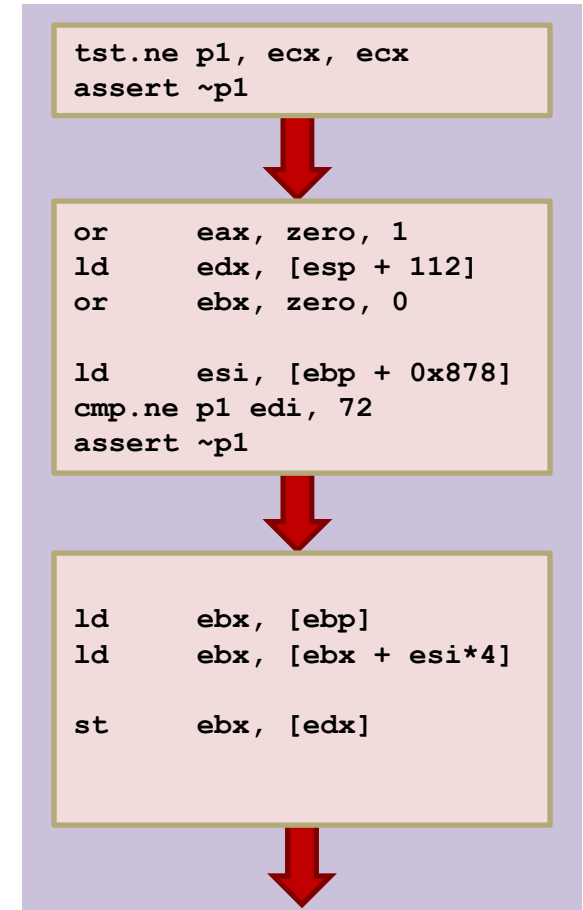 tst.ne p1, ecx, ecx
assert ~p1
or eax, zero, 1
ld edx, [esp + 112]
or ebx, zero, 0
ld esi, [ebp + 0x878]
cmp.ne p1 edi, 72
assert ~p1
ld ebx, [ebp]
ld ebx, [ebx + esi*4]
st ebx, [edx]